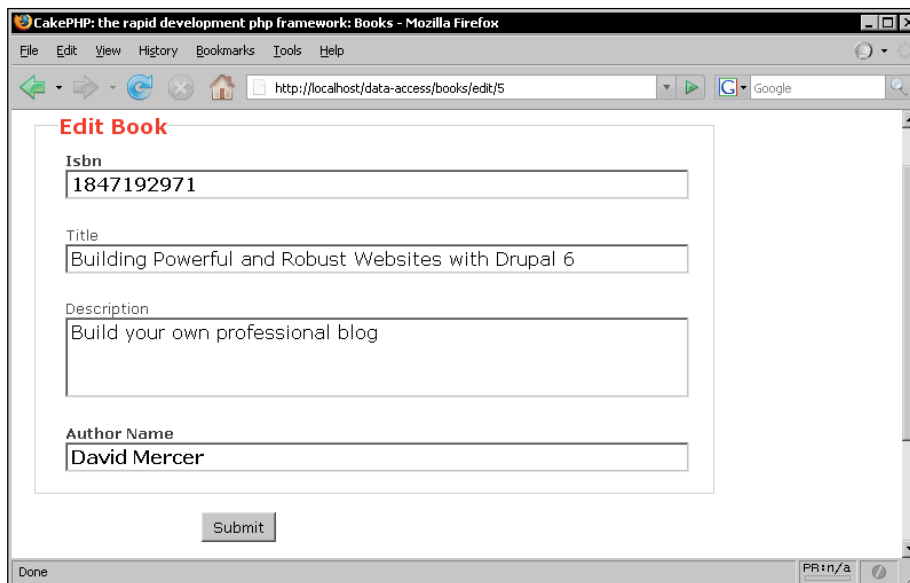 CakePHP: the rapid development php framework: Books - Mozilla Firefox
File Edit View History Bookmarks Tools Help
http://localhost/data-access/books/edit/5
G Google
Edit Book
Isbn
1847192971
Title
Building Powerful and Robust Websites with Drupal 6
Description
Build your own professional blog
Author Name
David Mercer
Submit
Done PR:n/a